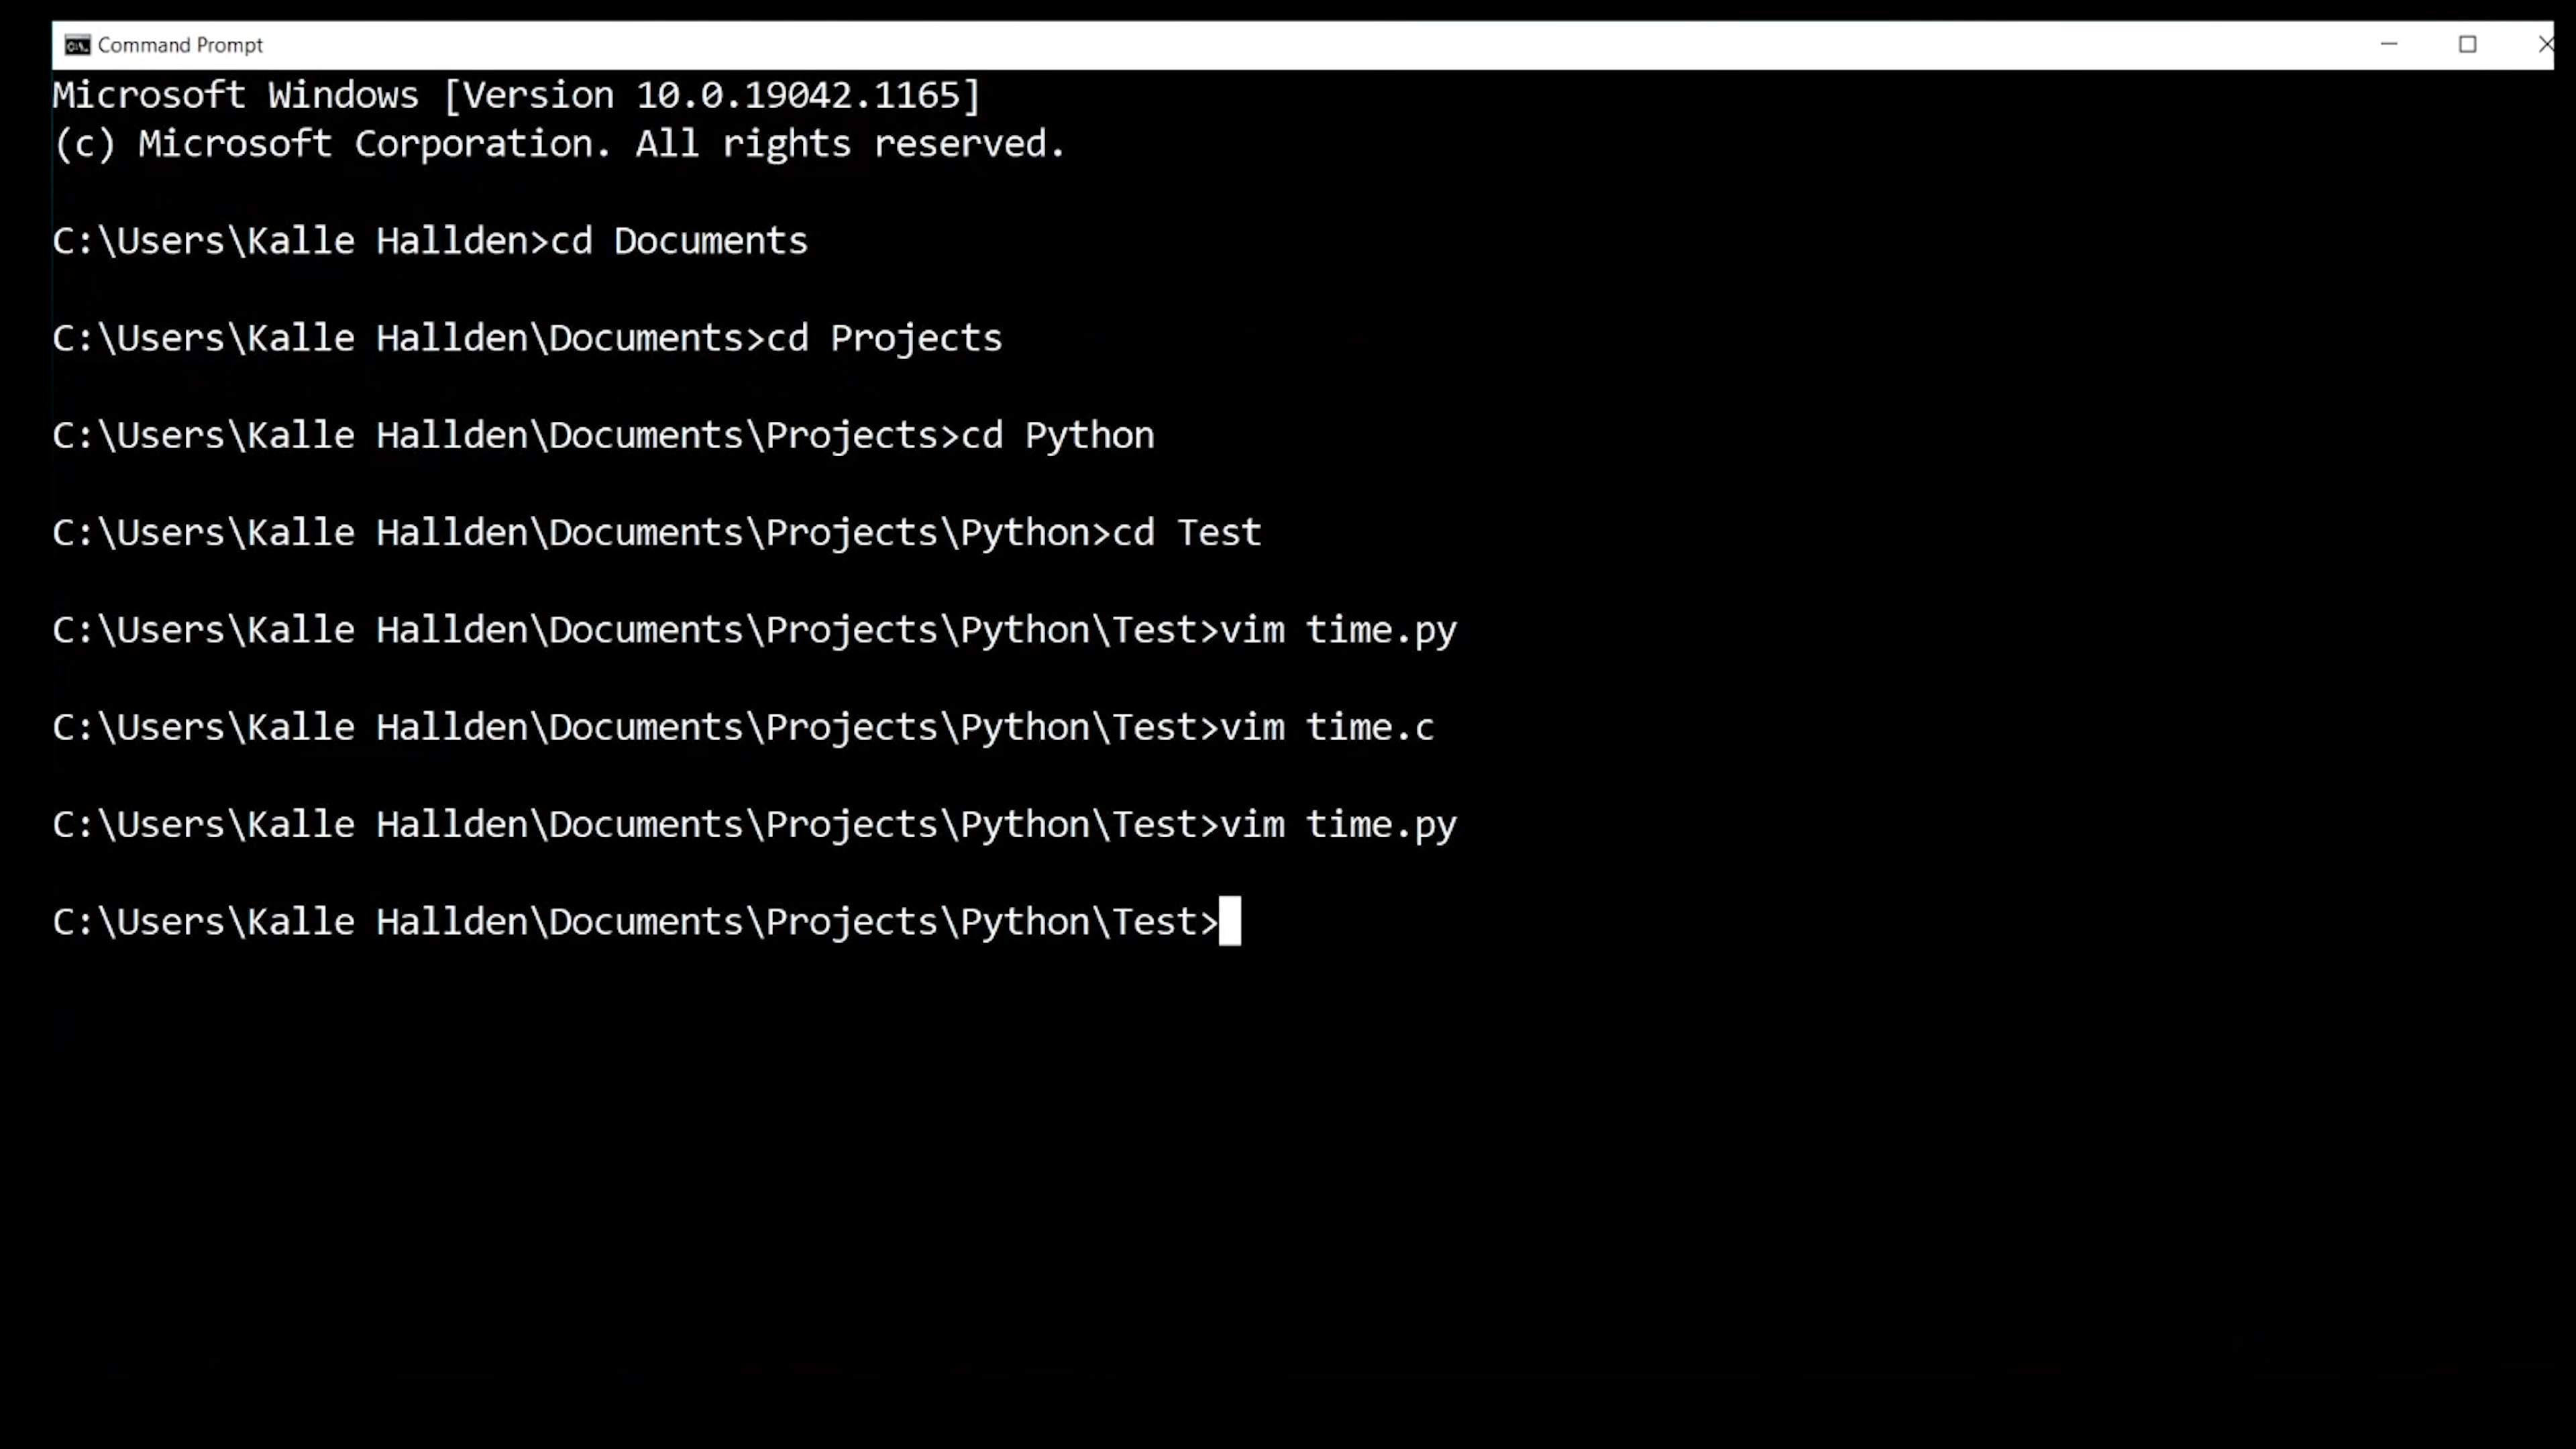 Command Prompt
Microsoft Windows [Version 10.0.19042.1165]
(c) Microsoft Corporation. All rights reserved.
C:\Users\Kalle Hallden>cd Documents
C:\Users\Kalle Hallden\Documents>cd Projects
C:\Users\Kalle Hallden\Documents\Projects>cd Python
C:\Users\Kalle Hallden\Documents\Projects\Python>cd Test
C:\Users\Kalle Hallden\Documents\Projects\Python\Test>vim time.py
C:\Users\Kalle Hallden\Documents\Projects\Python\Test>vim time.c
C:\Users\Kalle Hallden\Documents\Projects\Python\Test>vim time.py
C:\Users\Kalle Hallden\Documents\Projects\Python\Test>